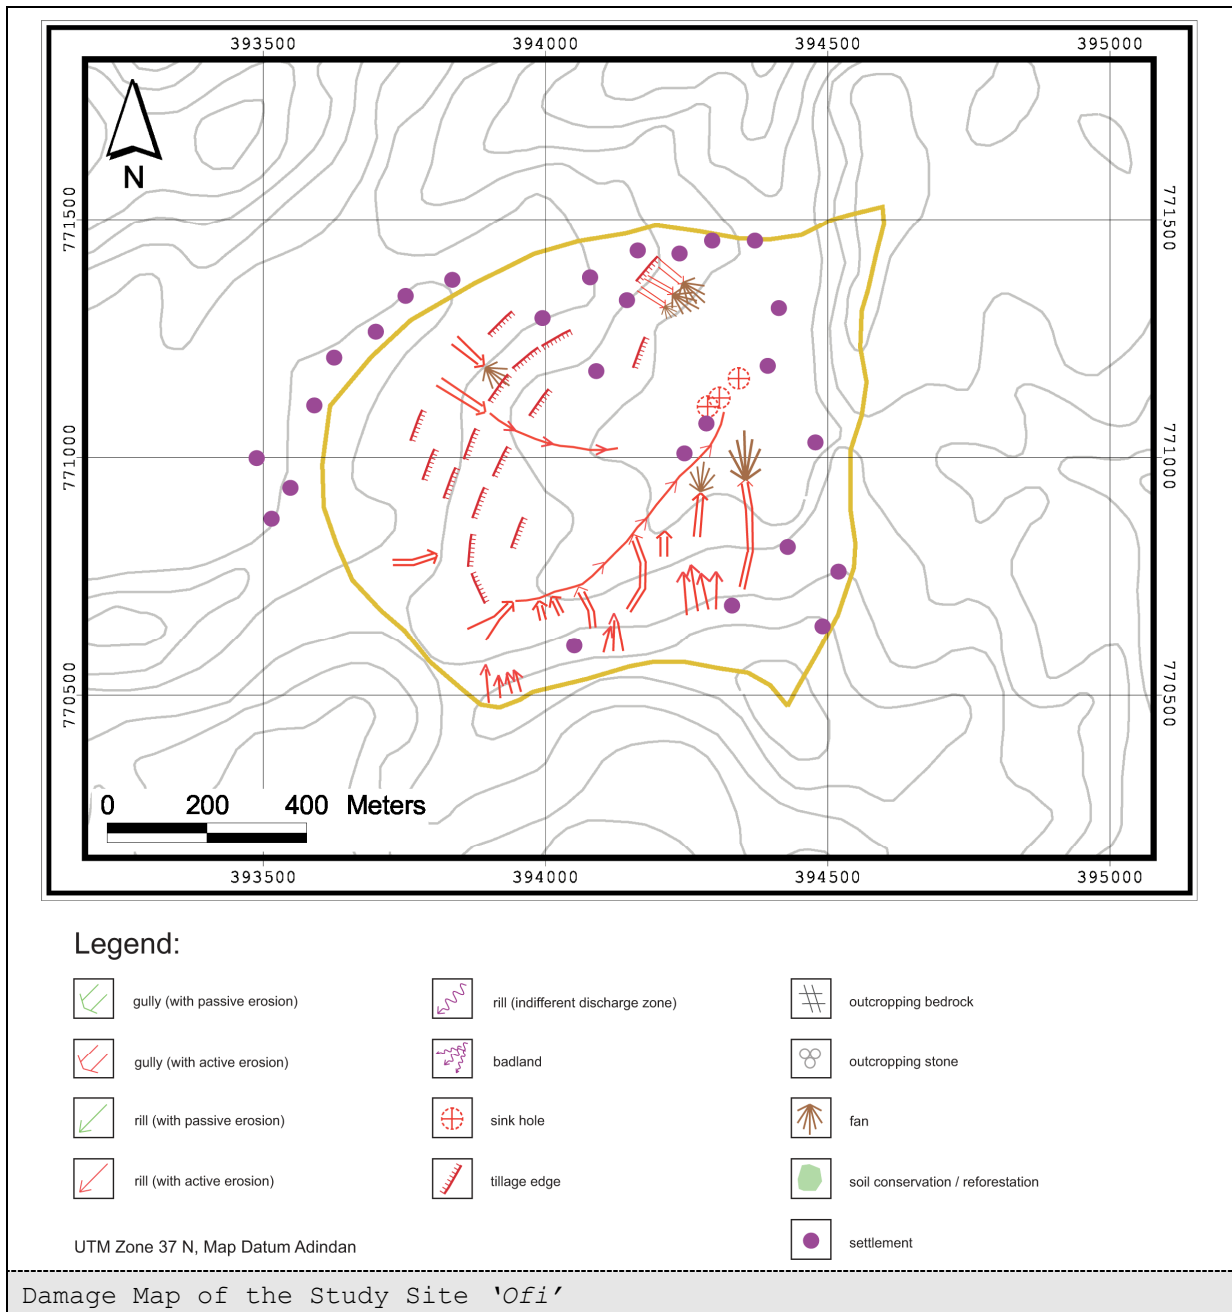 393500 394000 394500 395000
771500 771500
N
771000 771000
770500 770500
0 200 400 Meters
393500 394000 394500 395000
Legend:
gully (with passive erosion)
gully (with active erosion)
rill (with passive erosion)
rill (with active erosion)
rill (indifferent discharge zone)
badland
sink hole
tillage edge
outcropping bedrock
outcropping stone
fan
soil conservation / reforestation
settlement
UTM Zone 37 N, Map Datum Adindan
Damage Map of the Study Site ‘Ofi’